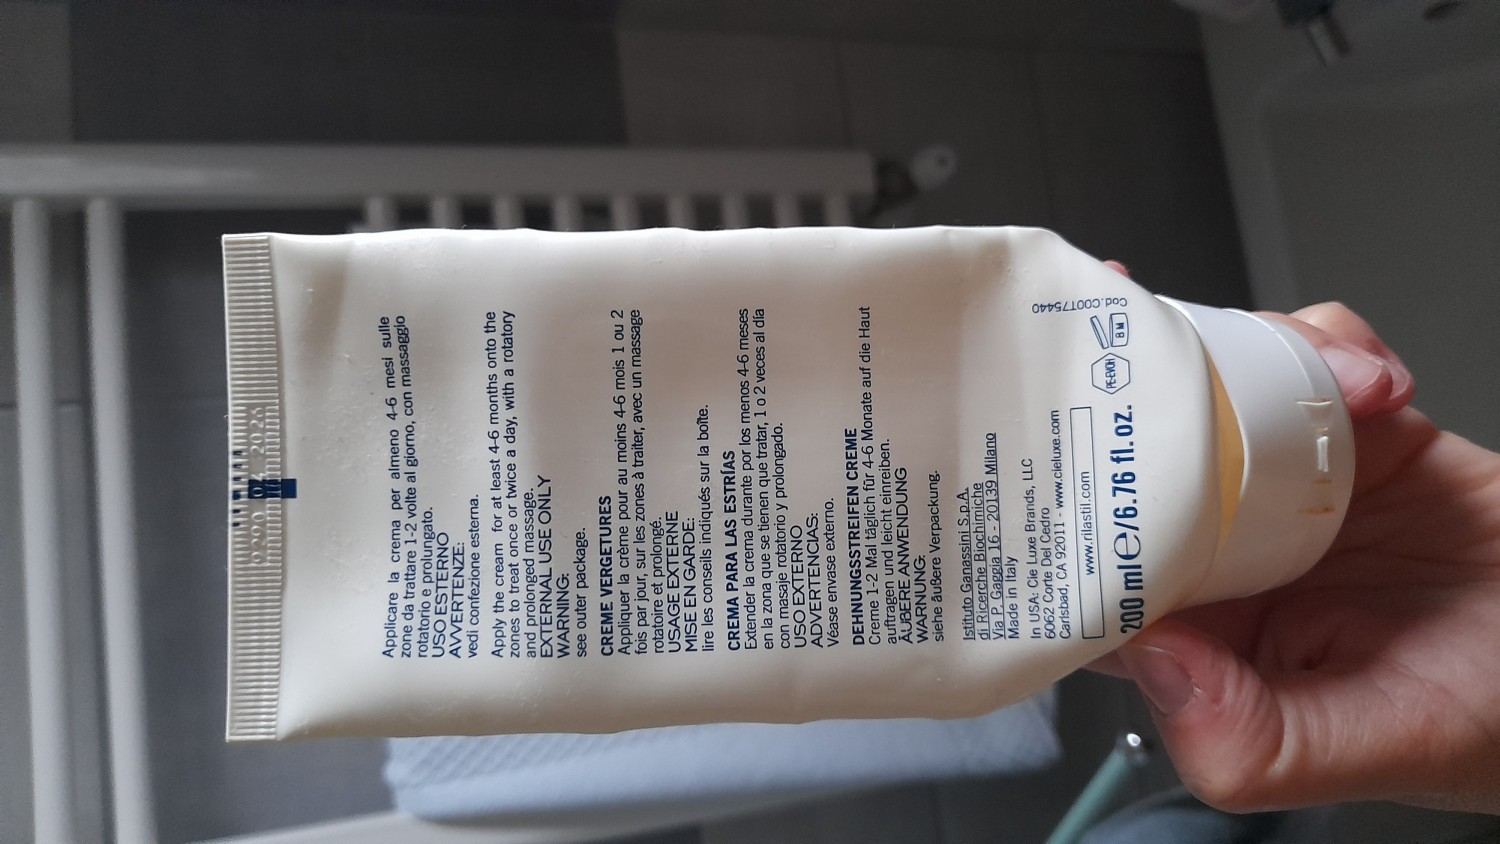 Applicare la crema per almeno 4-6 mesi sulle
zone da trattare 1-2 volte al giorno, con massaggio
rotatorio e prolungato.
USO ESTERNO
AVVERTENZE:
vedi confezione esterna.
Apply the cream for at least 4-6 months onto the
zones to treat once or twice a day, with a rotatory
and prolonged massage.
EXTERNAL USE ONLY
WARNING:
see outer package.
CREME VERGETURES
Appliquer la crème pour au moins 4-6 mois 1 ou 2
fois par jour, sur les zones à traiter, avec un massage
rotatoire et prolongé.
USAGE EXTERNE
MISE EN GARDE:
lire les conseils indiqués sur la boîte.
CREMA PARA LAS ESTRÍAS
Extender la crema durante por los menos 4-6 meses
en la zona que se tienen que tratar, 1 o 2 veces al día
con masaje rotatorio y prolongado.
USO EXTERNO
ADVERTENCIAS:
Véase envase externo.
DEHNUNGSSTREIFEN CREME
Creme 1-2 Mal täglich für 4-6 Monate auf die Haut
auftragen und leicht einreiben.
ÄUBERE ANWENDUNG
WARNUNG:
siehe äußere Verpackung.
Istituto Ganassini S.p.A.
di Ricerche Biochimiche
Via P. Gaggia 16 - 20139 Milano
Made in Italy
In USA: Cie Luxe Brands, LLC
6062 Corte Del Cedro
Carlsbad, CA 92011 - www.cieluxe.com
www.rilastil.com
200 ml e/6.76 fl. oz.
PE-EVOH
8 M
Cod.C00T75440